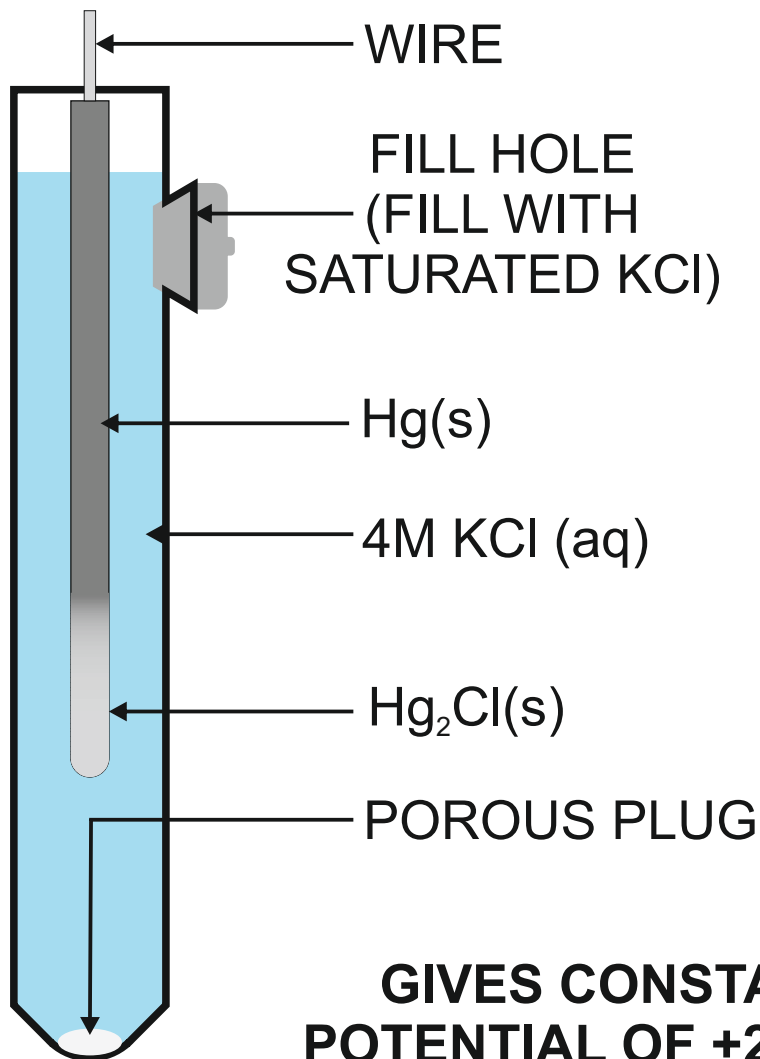 WIRE
FILL HOLE
(FILL WITH
SATURATED KCl)
Hg(s)
4M KCl (aq)
Hg₂Cl(s)
POROUS PLUG
GIVES CONSTA
POTENTIAL OF +2